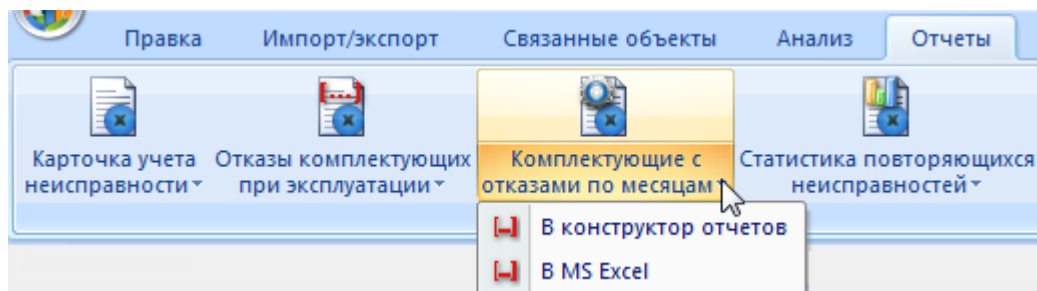 Правка Импорт/экспорт Связанные объекты Анализ Отчеты
Карточка учета неисправности
Отказы комплектующих при эксплуатации
Комплектующие с отказами по месяцам
Статистика повторяющихся неисправностей
В конструктор отчетов
В MS Excel